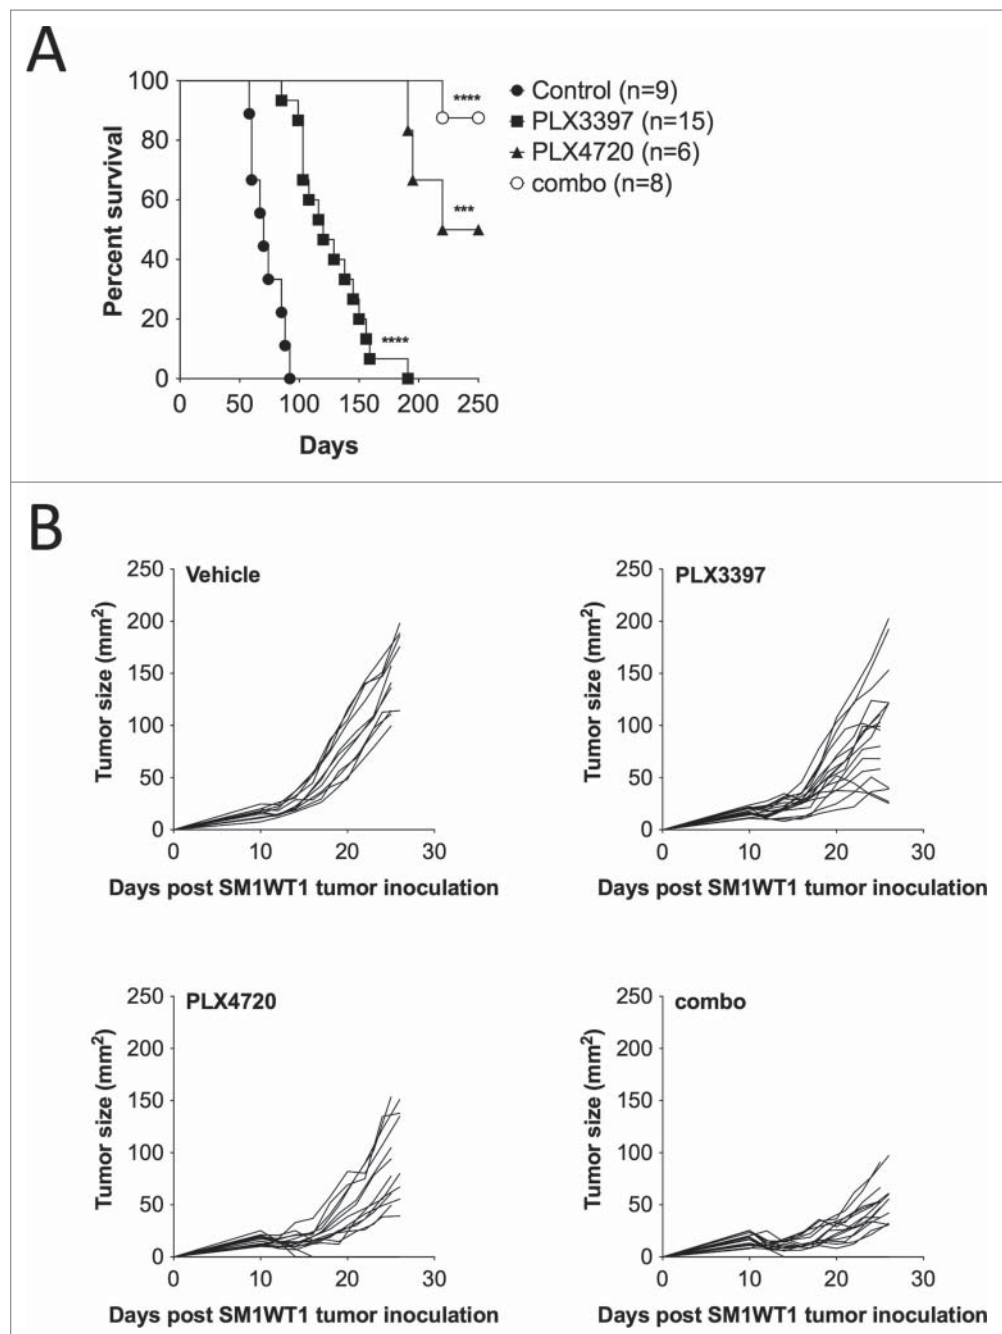 A
100
80
60
40
20
0
Percent survival
0 50 100 150 200 250
Days
****
***
****
Control (n=9)
PLX3397 (n=15)
PLX4720 (n=6)
combo (n=8)
B
Vehicle
250
200
150
100
50
0
Tumor size (mm²)
0 10 20 30
Days post SM1WT1 tumor inoculation
PLX3397
250
200
150
100
50
0
Tumor size (mm²)
0 10 20 30
Days post SM1WT1 tumor inoculation
PLX4720
250
200
150
100
50
0
Tumor size (mm²)
0 10 20 30
Days post SM1WT1 tumor inoculation
combo
250
200
150
100
50
0
Tumor size (mm²)
0 10 20 30
Days post SM1WT1 tumor inoculation